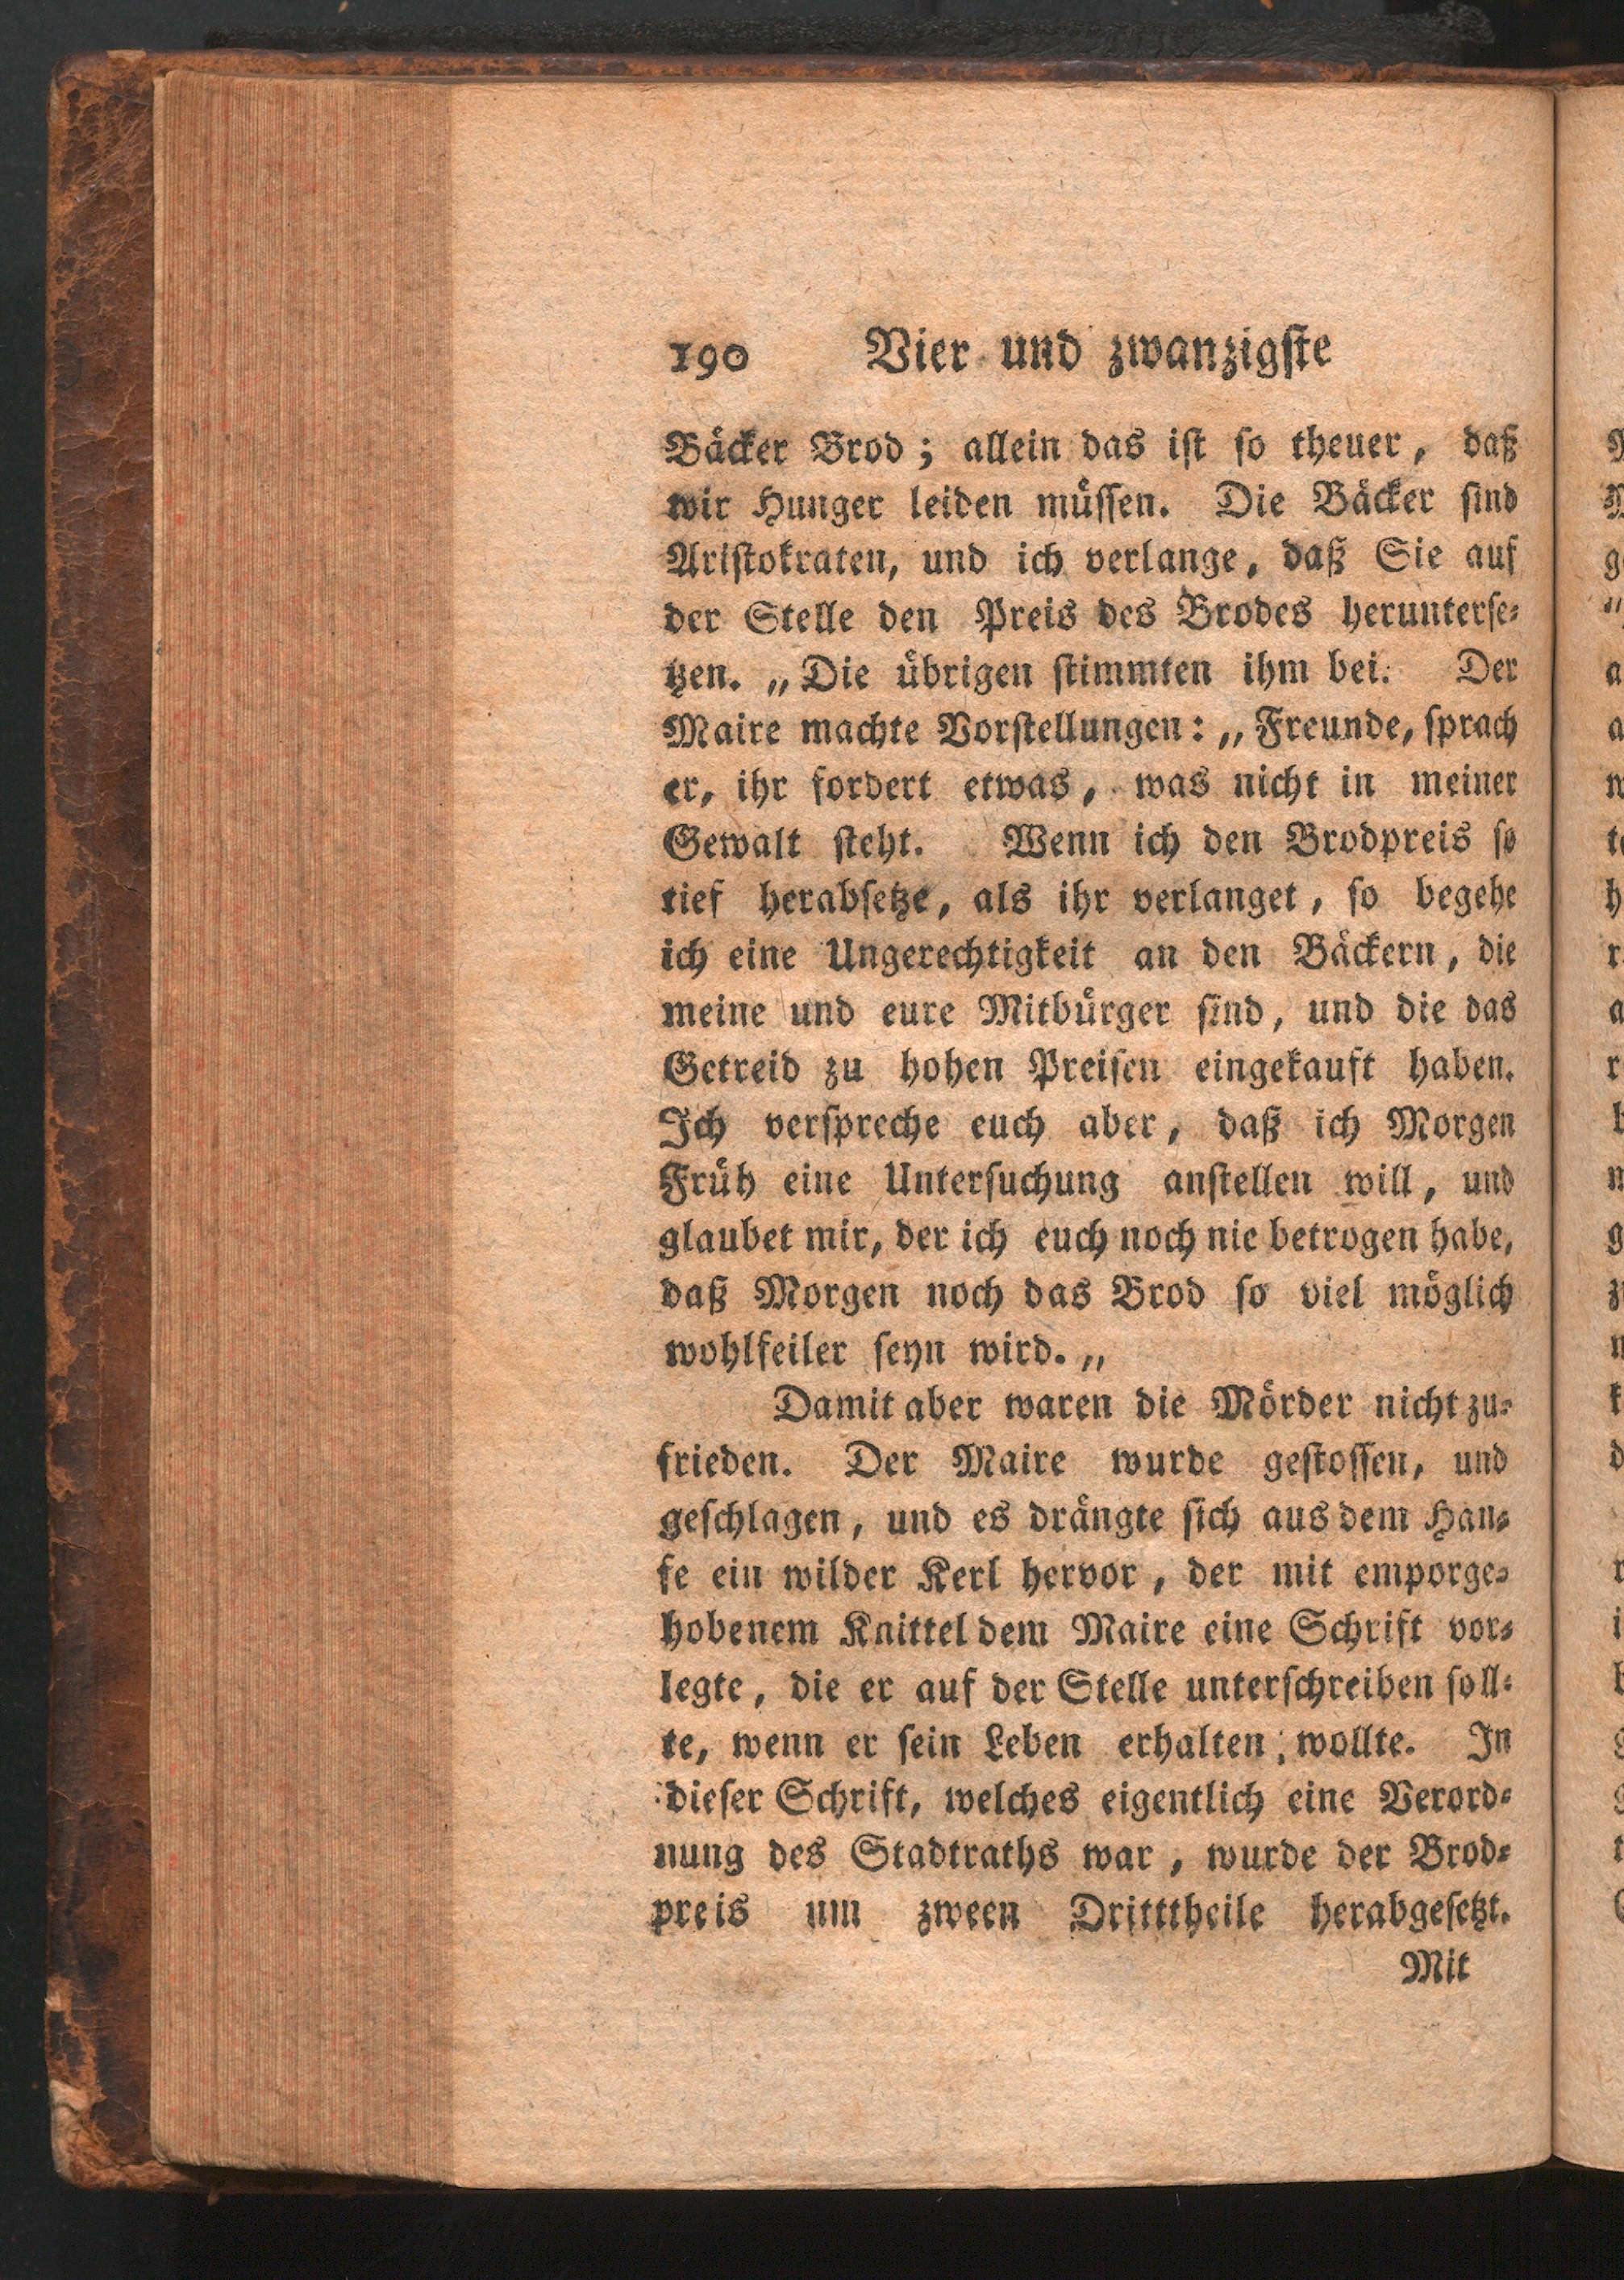 190 Vier und zwanzigste
Bäcker Brod; allein das ist so theuer, daß
wir Hunger leiden müssen. Die Bäcker sind
Aristokraten, und ich verlange, daß Sie auf
der Stelle den Preis des Brodes herunterse-
tzen. „Die übrigen stimmten ihm bei. Der
Maire machte Vorstellungen: „Freunde, sprach
er, ihr fordert etwas, was nicht in meiner
Gewalt steht. Wenn ich den Brodpreis so
tief herabsetze, als ihr verlanget, so begehe
ich eine Ungerechtigkeit an den Bäckern, die
meine und eure Mitbürger sind, und die das
Getreid zu hohen Preisen eingekauft haben.
Ich verspreche euch aber, daß ich Morgen
Früh eine Untersuchung anstellen will, und
glaubet mir, der ich euch noch nie betrogen habe,
daß Morgen noch das Brod so viel möglich
wohlfeiler seyn wird.„
Damit aber waren die Mörder nicht zu-
frieden. Der Maire wurde gestossen, und
geschlagen, und es drängte sich aus dem Hau-
fe ein wilder Kerl hervor, der mit emporge-
hobenem Knittel dem Maire eine Schrift vor-
legte, die er auf der Stelle unterschreiben soll-
te, wenn er sein Leben erhalten wollte. In
dieser Schrift, welches eigentlich eine Verord-
nung des Stadtraths war, wurde der Brod-
preis um zween Dritttheile herabgesetzt.
Mit